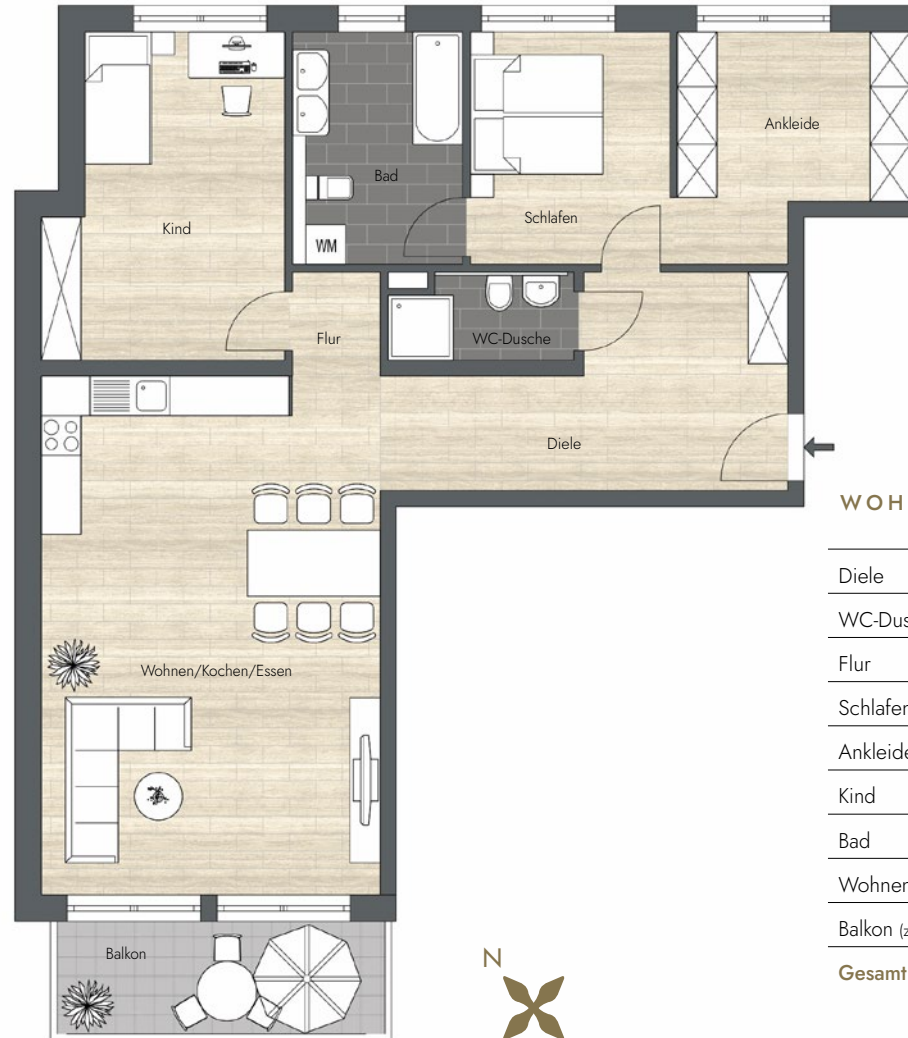 Ankleide
Bad
Schlafen
Kind
WM
Flur
WC-Dusche
Diele
WOH
Diele
WC-Dus
Flur
Schlafen
Ankleide
Kind
Bad
Wohnen/Kochen/Essen
Wohnen
Balkon (z
Balkon
N
Gesamt